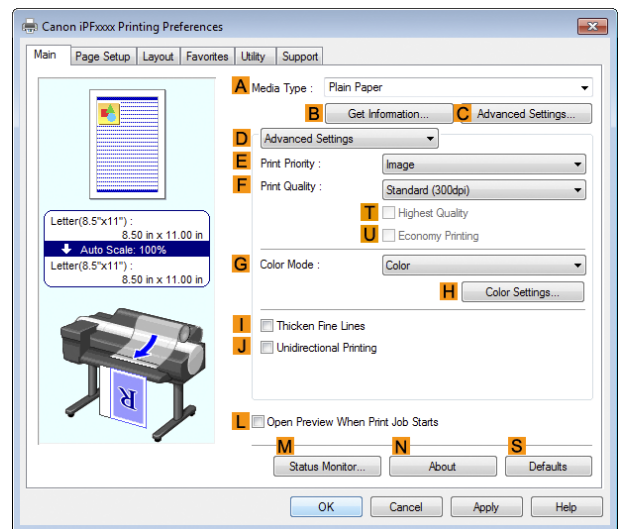 Canon iPFxxxx Printing Preferences
Main Page Setup Layout Favorites Utility Support
A Media Type : Plain Paper
B Get Information... C Advanced Settings...
D Advanced Settings
E Print Priority : Image
F Print Quality : Standard (300dpi)
T Highest Quality
U Economy Printing
Letter(8.5"x11") :
8.50 in x 11.00 in
Auto Scale: 100%
Letter(8.5"x11") :
8.50 in x 11.00 in
G Color Mode : Color
H Color Settings...
I Thicken Fine Lines
J Unidirectional Printing
R
L Open Preview When Print Job Starts
M N S
Status Monitor... About Defaults
OK Cancel Apply Help